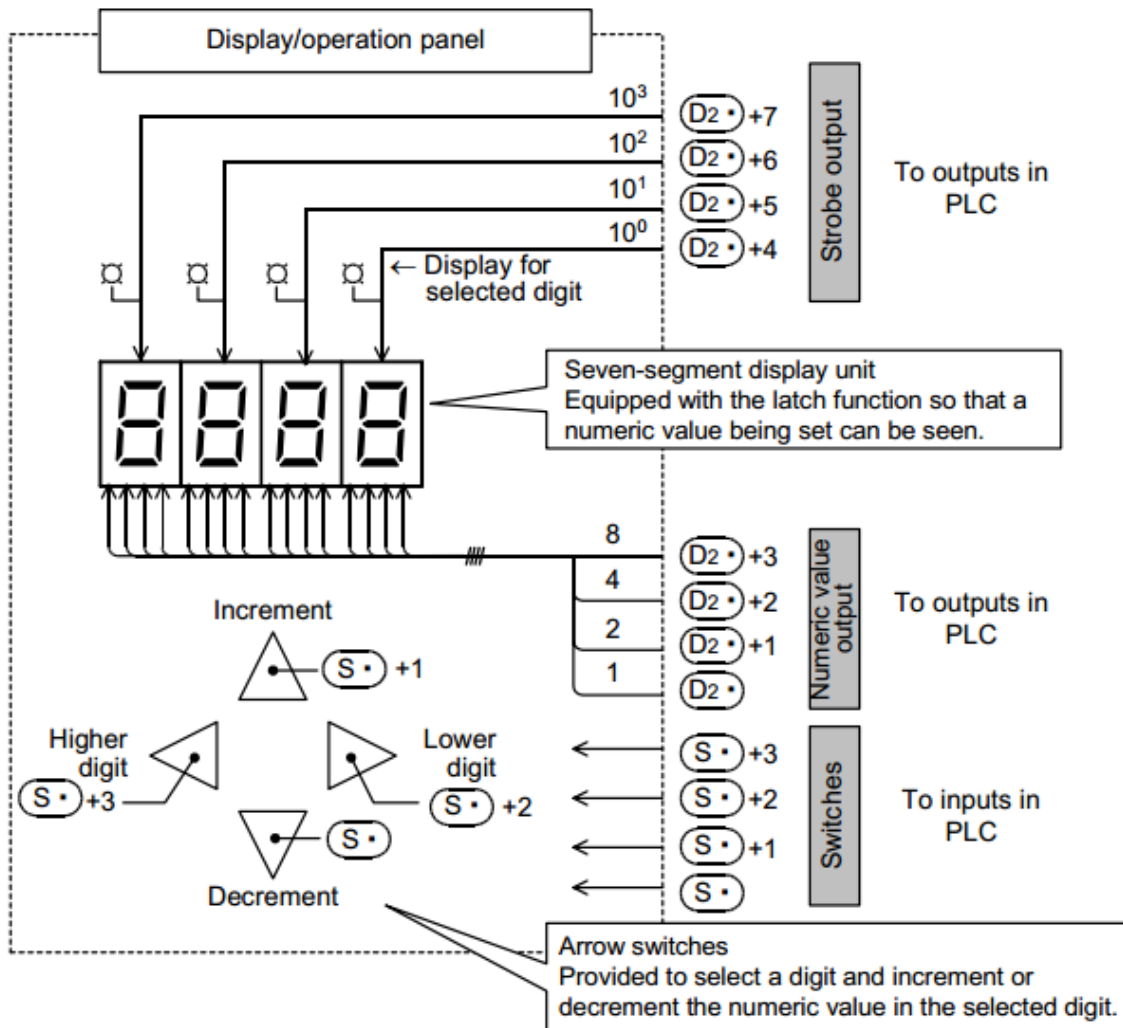 Display/operation panel
10³
D2 · +7
10²
D2 · +6
10¹
D2 · +5
10⁰
D2 · +4
Strobe output
To outputs in
PLC
← Display for
selected digit
8 8 8 8
Seven-segment display unit
Equipped with the latch function so that a
numeric value being set can be seen.
8
D2 · +3
4
D2 · +2
2
D2 · +1
1
D2 ·
Numeric value
output
To outputs in
PLC
Increment
S · +1
Higher
digit
S · +3
Lower
digit
S · +2
S ·
Decrement
S · +3
S · +2
S · +1
S ·
Switches
To inputs in
PLC
Arrow switches
Provided to select a digit and increment or
decrement the numeric value in the selected digit.